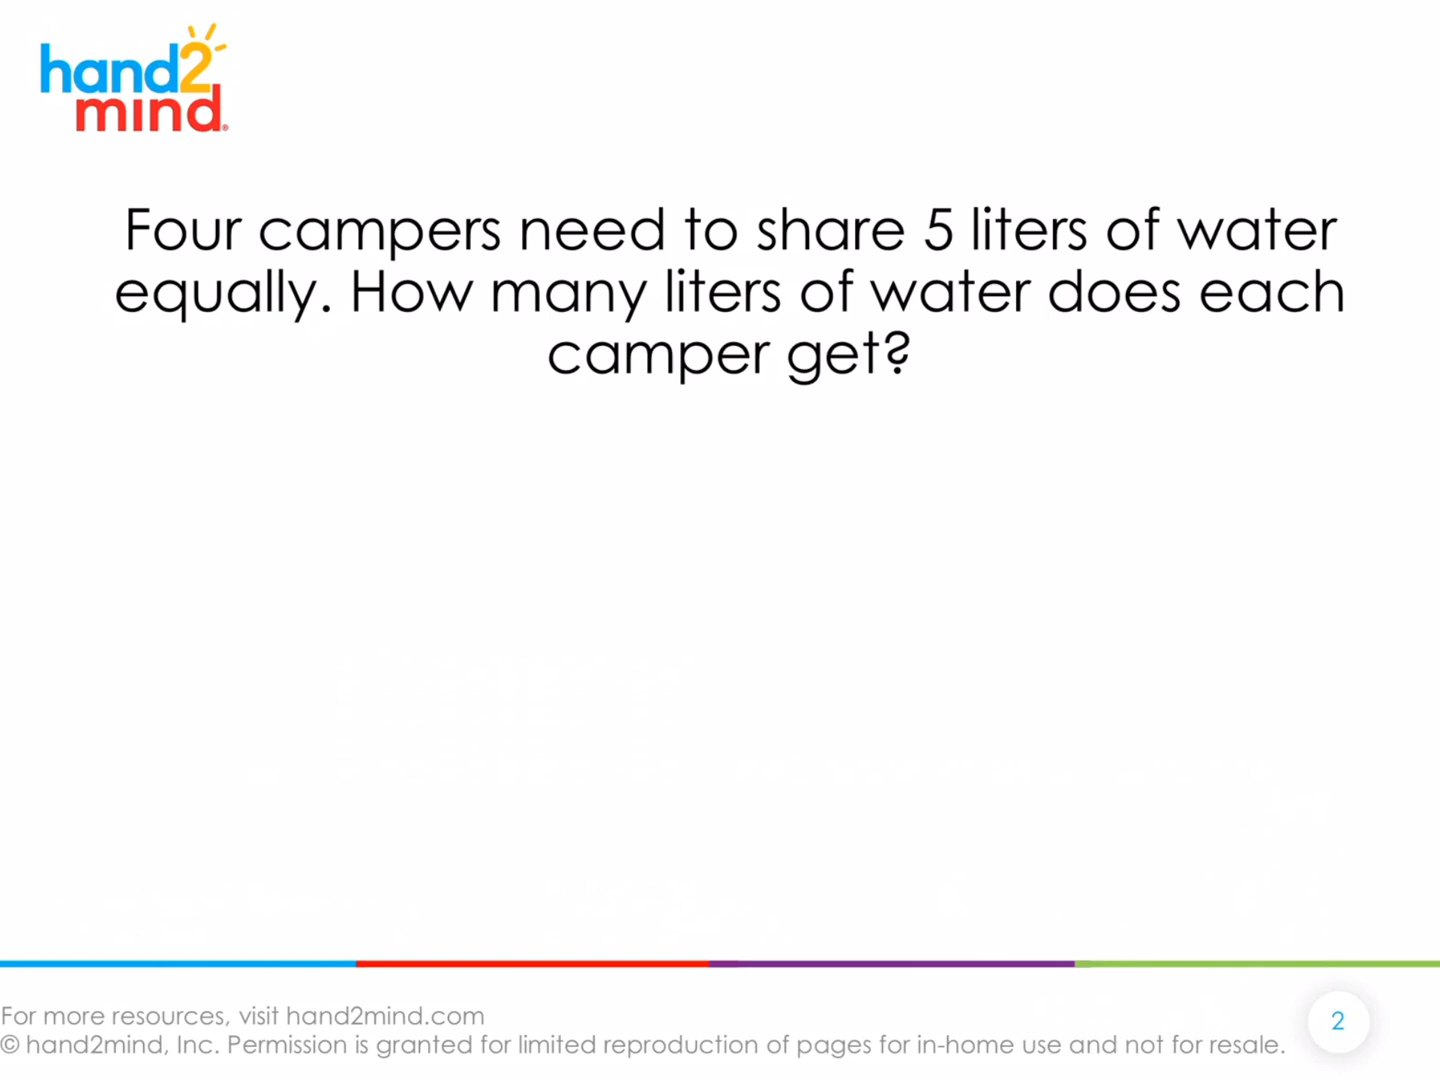 hand2
mind®
Four campers need to share 5 liters of water
equally. How many liters of water does each
camper get?
For more resources, visit hand2mind.com
© hand2mind, Inc. Permission is granted for limited reproduction of pages for in-home use and not for resale.
2